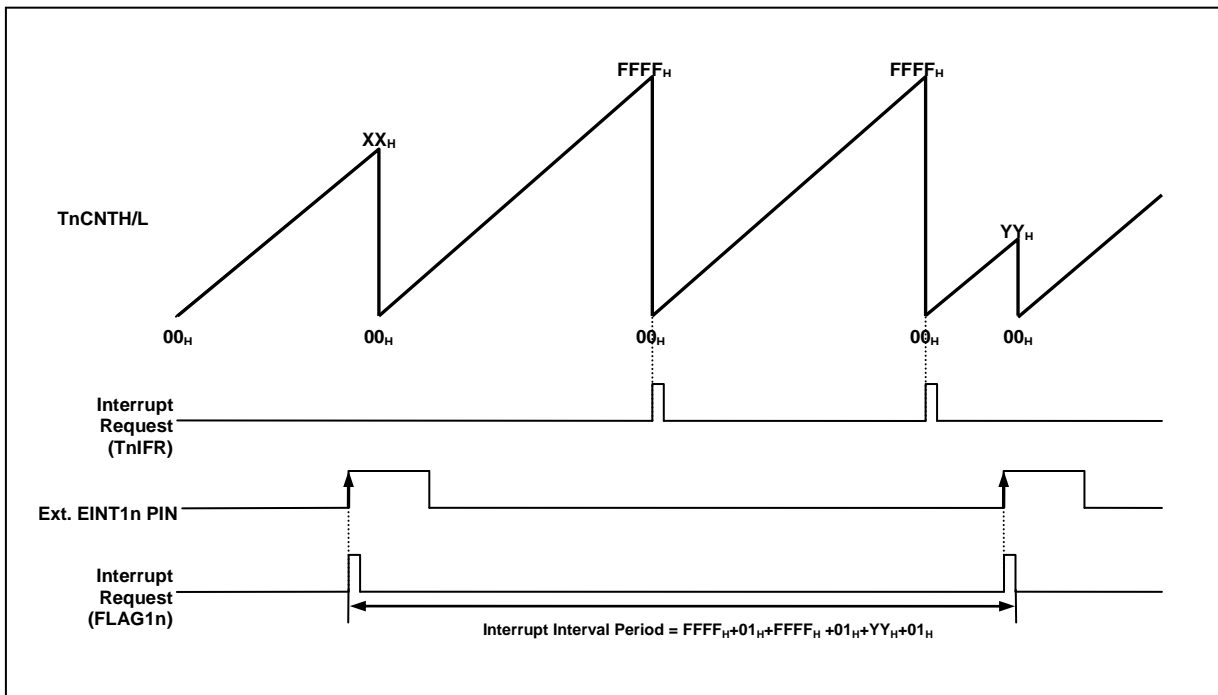 FFFFH FFFFH
XXH
TnCNTH/L
YYH
00H 00H 00H 00H 00H
Interrupt
Request
(TnIFR)
Ext. EINT1n PIN
Interrupt
Request
(FLAG1n)
Interrupt Interval Period = FFFFH+01H+FFFFH +01H+YYH+01H